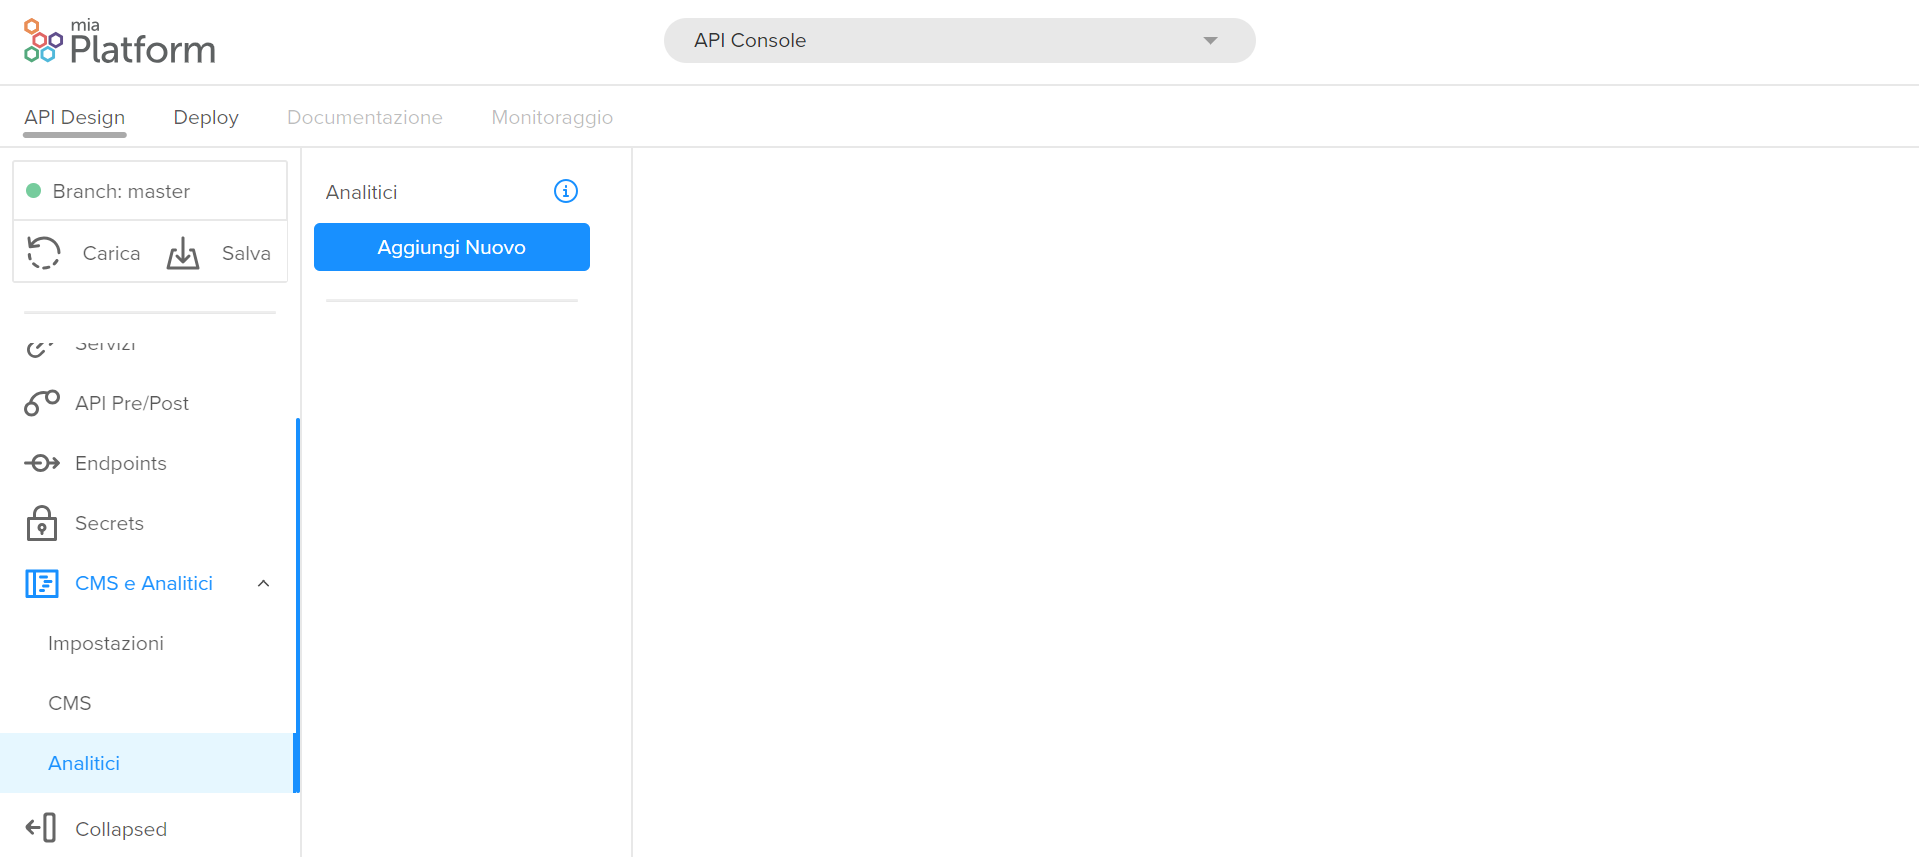 mia
Platform
API Console
API Design Deploy Documentazione Monitoraggio
Branch: master
Carica Salva
Servizi
API Pre/Post
Endpoints
Secrets
CMS e Analitici
Impostazioni
CMS
Analitici
Collapsed
Analitici
Aggiungi Nuovo